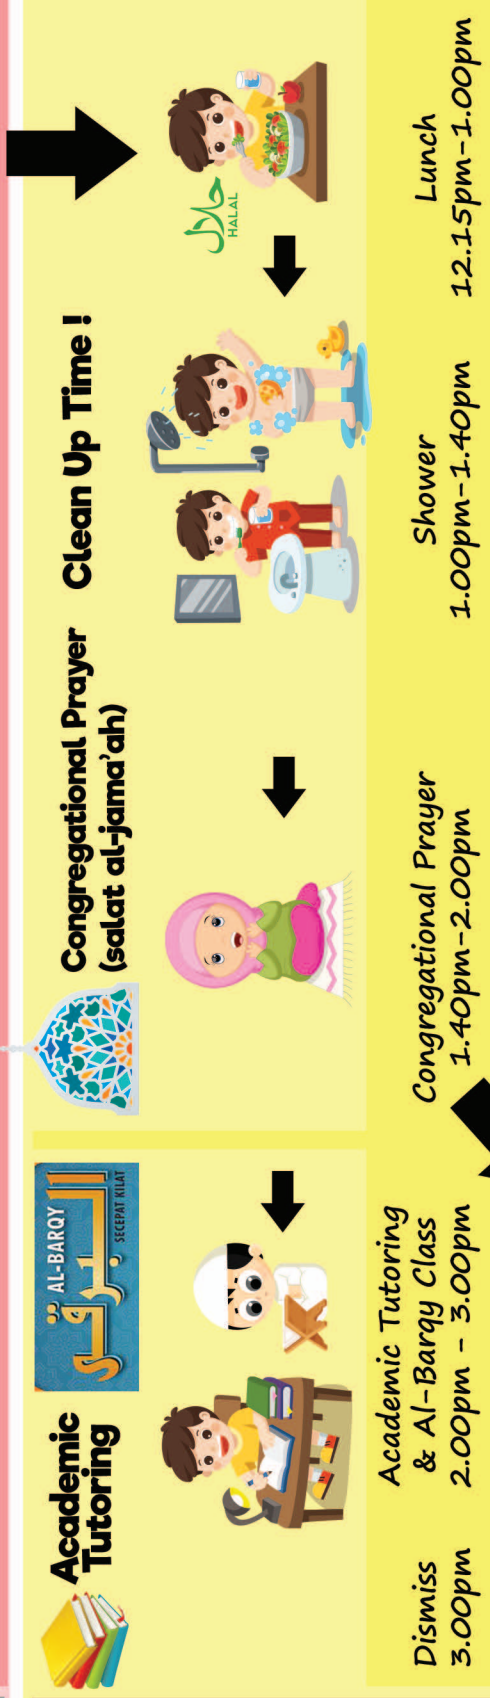 Academic
Tutoring
AL-BARQY
البرقى
SECEPAT KILAT
Congregational Prayer
(salat al-jama'ah)
Clean Up Time !
حلال
HALAL
Dismiss
3.00pm
Academic Tutoring
& Al-Barqy Class
2.00pm - 3.00pm
Congregational Prayer
1.40pm-2.00pm
Shower
1.00pm-1.40pm
Lunch
12.15pm-1.00pm